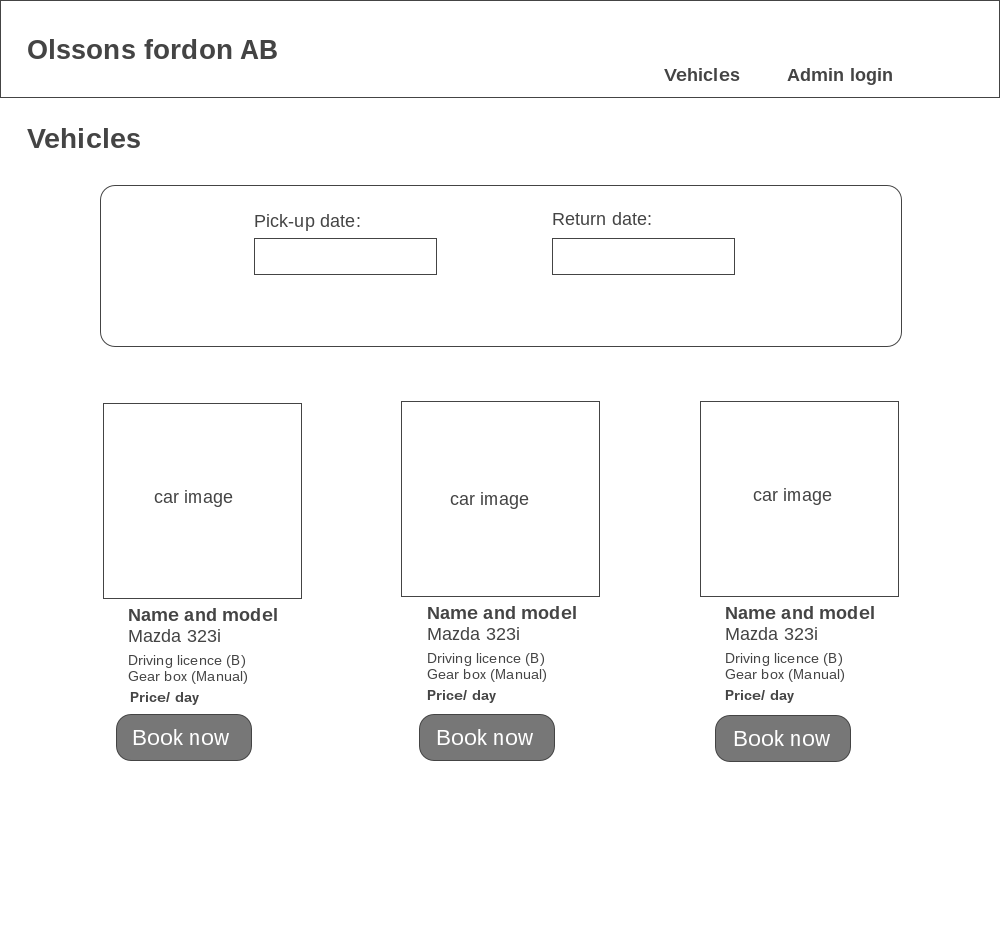 Olssons fordon AB
Vehicles
Admin login
Vehicles
Pick-up date:
Return date:
car image
car image
car image
Name and model
Mazda 323i
Driving licence (B)
Gear box (Manual)
Price/ day
Book now
Name and model
Mazda 323i
Driving licence (B)
Gear box (Manual)
Price/ day
Book now
Name and model
Mazda 323i
Driving licence (B)
Gear box (Manual)
Price/ day
Book now